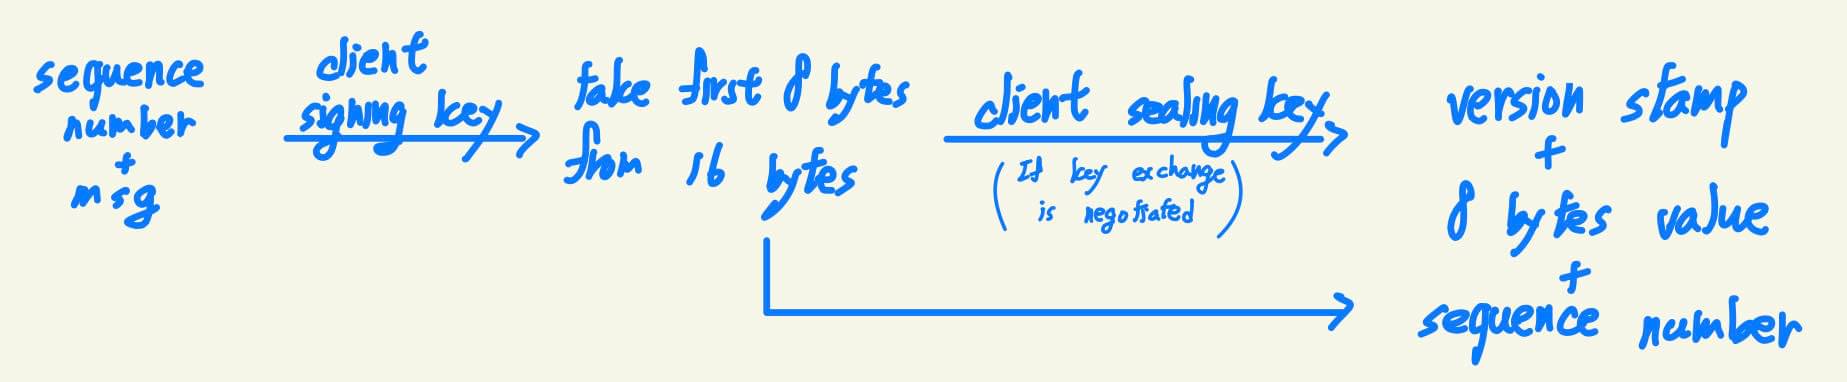 sequence
number
+
msg
client
signing key
take first 8 bytes
from 16 bytes
client sealing key
(If key exchange
is negotiated)
version stamp
+
8 bytes value
+
sequence number